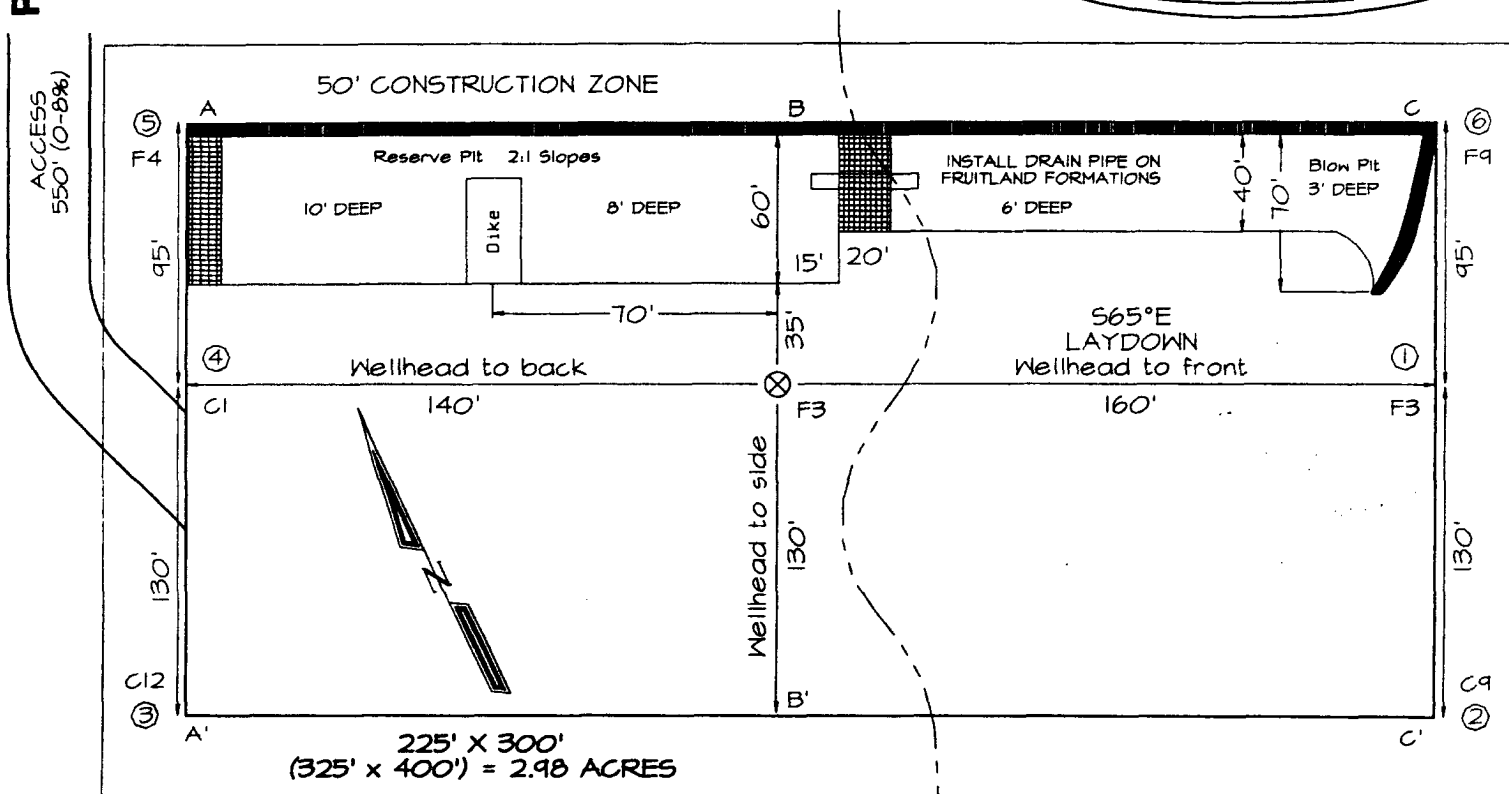 F
50' CONSTRUCTION ZONE
ACCESS
550' (0-8%)
A
B
C
5
6
F4
F9
Reserve Pit 2:1 Slopes
10' DEEP
Dike
8' DEEP
60'
INSTALL DRAIN PIPE ON
FRUITLAND FORMATIONS
6' DEEP
40'
70'
Blow Pit
3' DEEP
95'
15'
20'
95'
70'
35'
S65°E
LAYDOWN
4
Wellhead to back
Wellhead to front
1
C1
140'
F3
160'
F3
N
Wellhead to side
130'
130'
130'
C12
3
A'
B'
C9
2
C'
225' X 300'
(325' x 400') = 2.98 ACRES